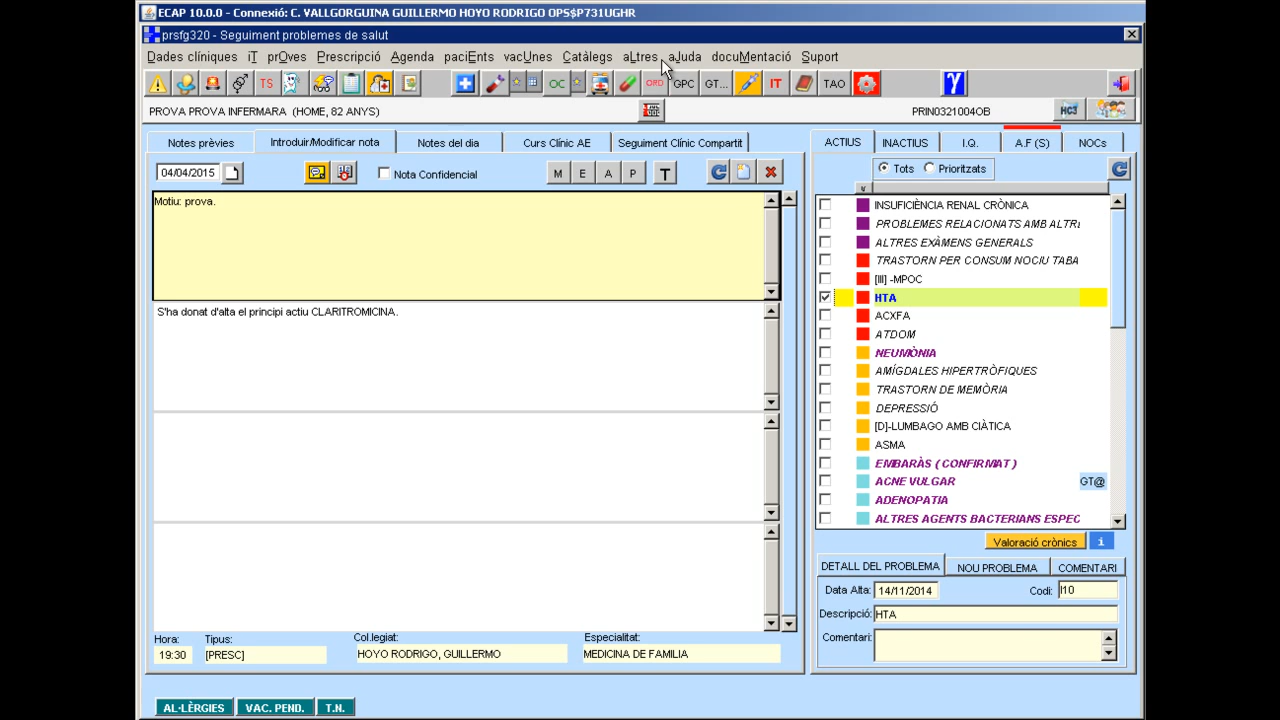 ECAP 10.0.0 - Connexió: C. VALLGORGUINA GUILLERMO HOYO RODRIGO OPS$P731UGHR
prsfg320 - Seguiment problemes de salut
Dades clíniques iT prOves Prescripció Agenda paciEnts vacUnes Catàlegs aLtres aJuda docuMentació Suport
TS OC ORD GPC GT... IT TAO γ
PROVA PROVA INFERMARA (HOME, 82 ANYS) PRIN0321004OB HC3
Notes prèvies Introduir/Modificar nota Notes del dia Curs Clínic AE Seguiment Clínic Compartit
ACTIUS INACTIUS I.Q. A.F (S) NOCs
04/04/2015 Nota Confidencial M E A P T
Tots Prioritzats
Motiu: prova.
S'ha donat d'alta el principi actiu CLARITROMICINA.
INSUFICIÈNCIA RENAL CRÒNICA
PROBLEMES RELACIONATS AMB ALTRE
ALTRES EXÀMENS GENERALS
TRASTORN PER CONSUM NOCIU TABA
[III] -MPOC
HTA
ACXFA
ATDOM
NEUMÒNIA
AMÍGDALES HIPERTRÒFIQUES
TRASTORN DE MEMÒRIA
DEPRESSIÓ
[D]-LUMBAGO AMB CIÀTICA
ASMA
EMBARÀS ( CONFIRMAT )
ACNE VULGAR GT@
ADENOPATIA
ALTRES AGENTS BACTERIANS ESPEC
Valoració crònics i
DETALL DEL PROBLEMA NOU PROBLEMA COMENTARI
Data Alta: 14/11/2014 Codi: I10
Descripció: HTA
Comentari:
Hora: Tipus: Col.legiat: Especialitat:
19:30 [PRESC] HOYO RODRIGO, GUILLERMO MEDICINA DE FAMILIA
AL·LÈRGIES VAC. PEND. T.N.